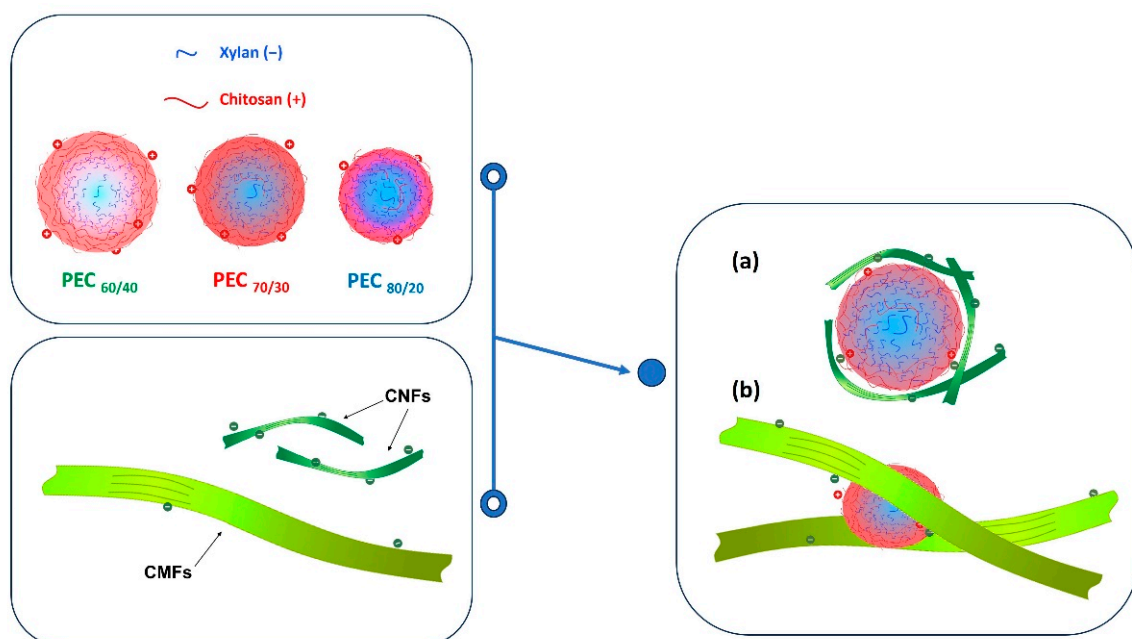 Xylan (–)
Chitosan (+)
PEC 60/40
PEC 70/30
PEC 80/20
CNFs
CMFs
(a)
(b)